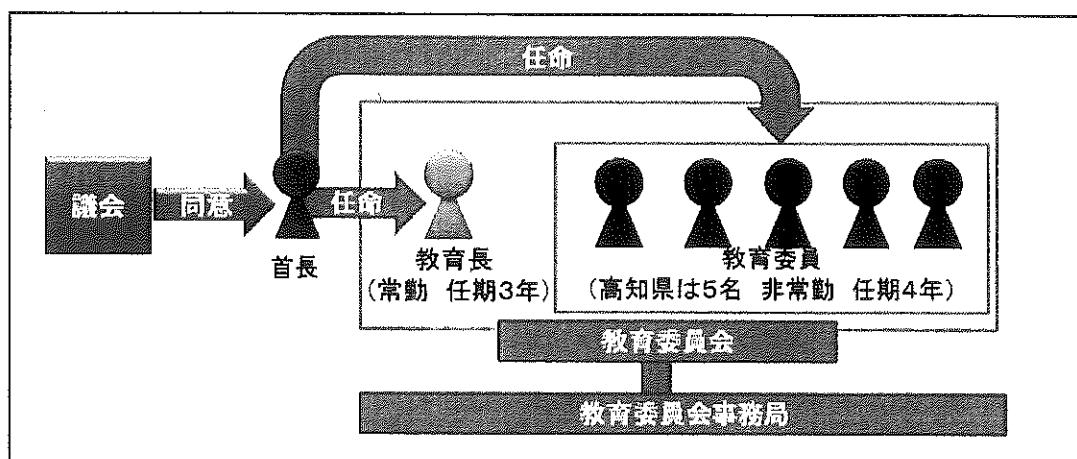 任命
議会
同意
任命
首長
教育長
(常勤 任期3年)
教育委員
(高知県は5名 非常勤 任期4年)
教育委員会
教育委員会事務局